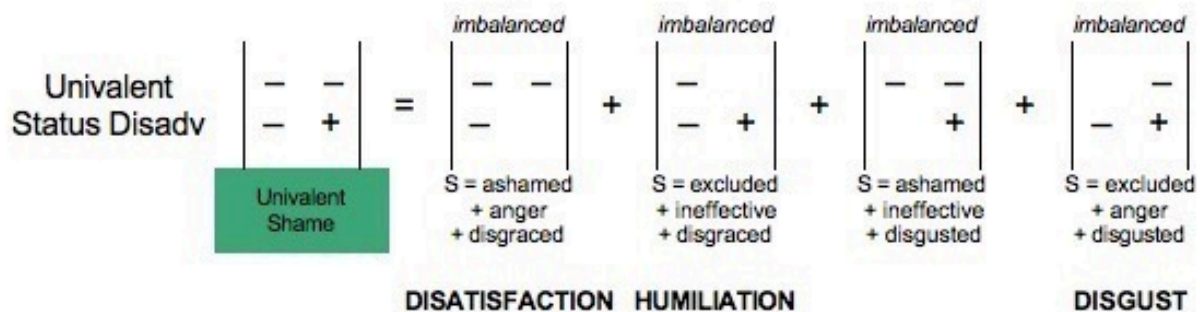 imbalanced imbalanced imbalanced imbalanced
Univalent
Status Disadv
– – = – – + – + – – + –
– + – – + + – +
Univalent
Shame
S = ashamed
+ anger
+ disgraced
S = excluded
+ ineffective
+ disgraced
S = ashamed
+ ineffective
+ disgusted
S = excluded
+ anger
+ disgusted
DISATISFACTION HUMILIATION DISGUST